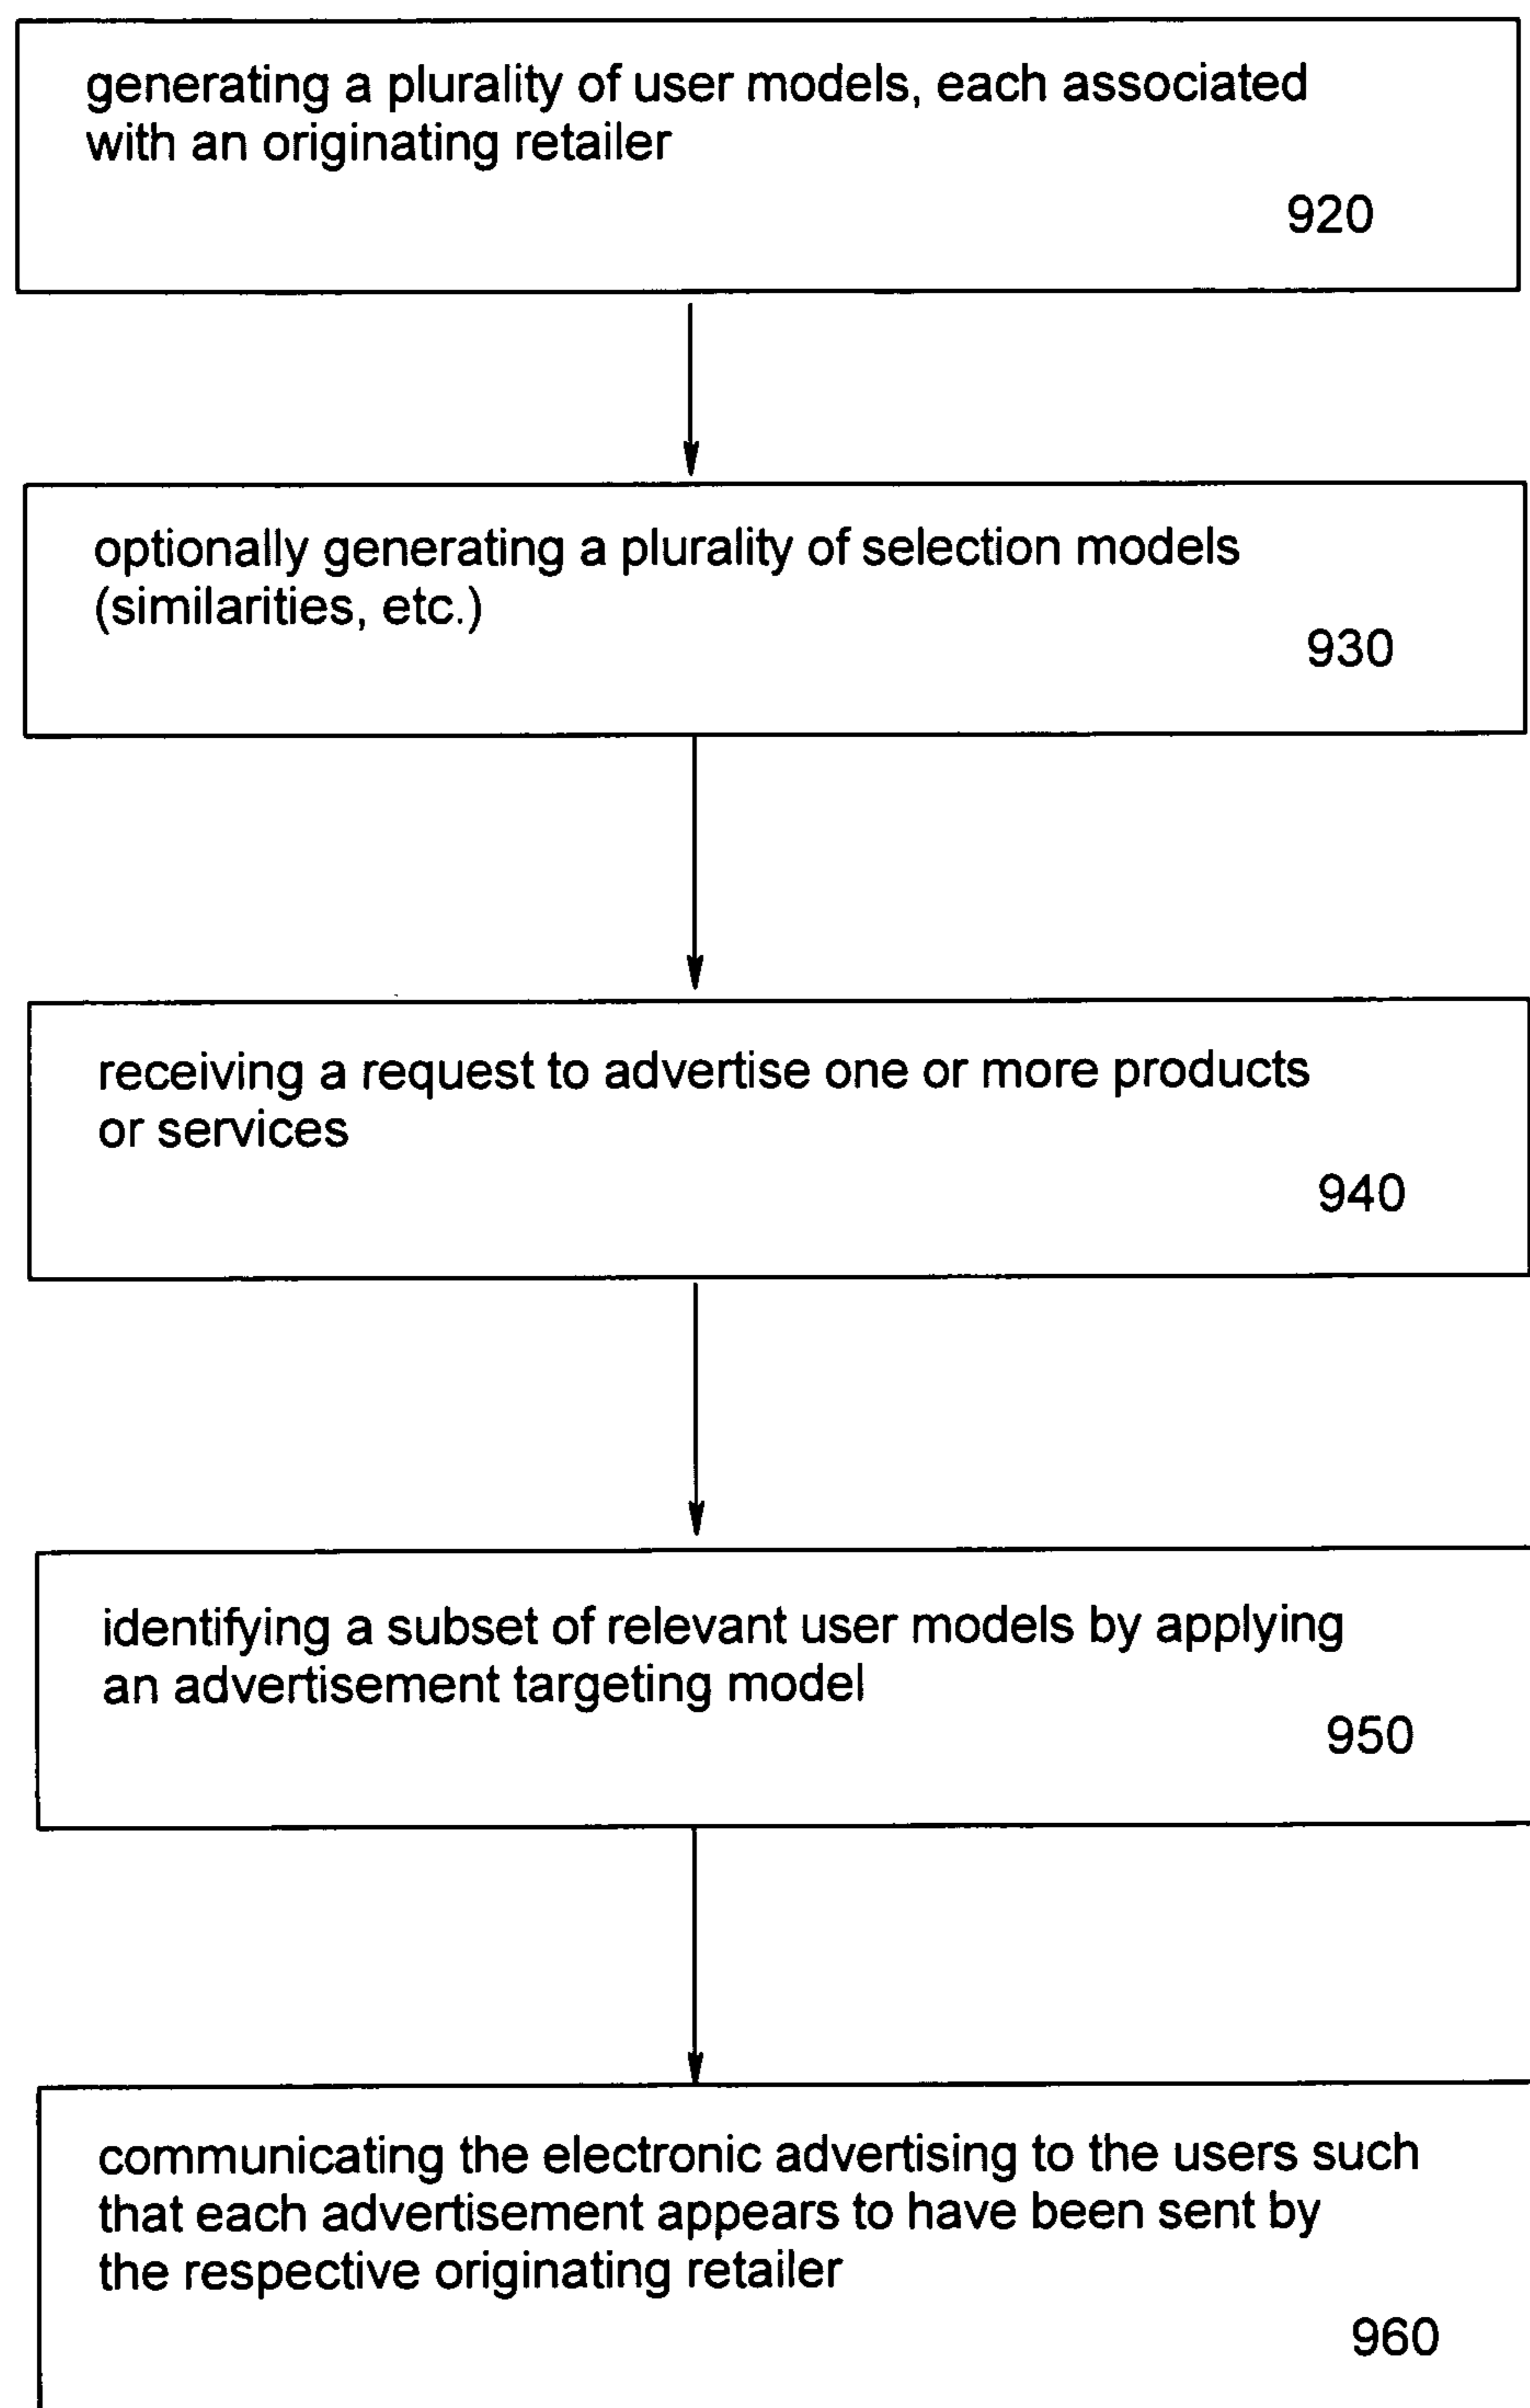 generating a plurality of user models, each associated
with an originating retailer
920
optionally generating a plurality of selection models
(similarities, etc.)
930
receiving a request to advertise one or more products
or services
940
identifying a subset of relevant user models by applying
an advertisement targeting model
950
communicating the electronic advertising to the users such
that each advertisement appears to have been sent by
the respective originating retailer
960